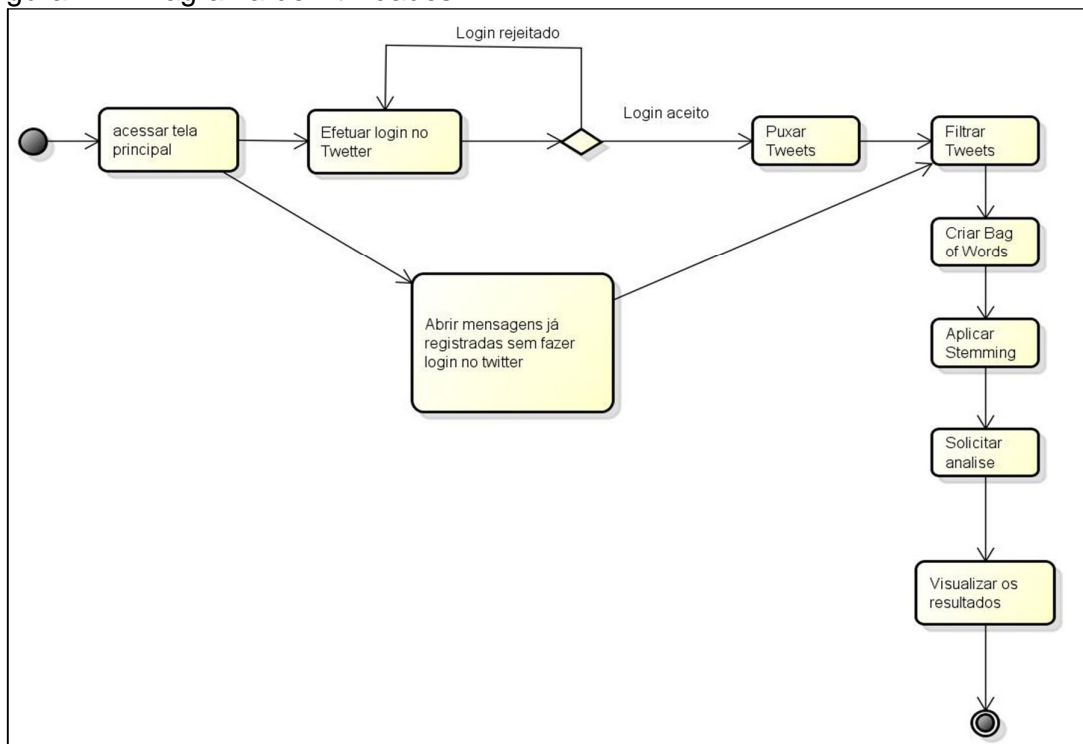 Login rejeitado
acessar tela
principal
Efetuar login no
Twetter
Login aceito
Puxar
Tweets
Filtrar
Tweets
Criar Bag
of Words
Aplicar
Stemming
Abrir mensagens já
registradas sem fazer
login no twitter
Solicitar
analise
Visualizar os
resultados